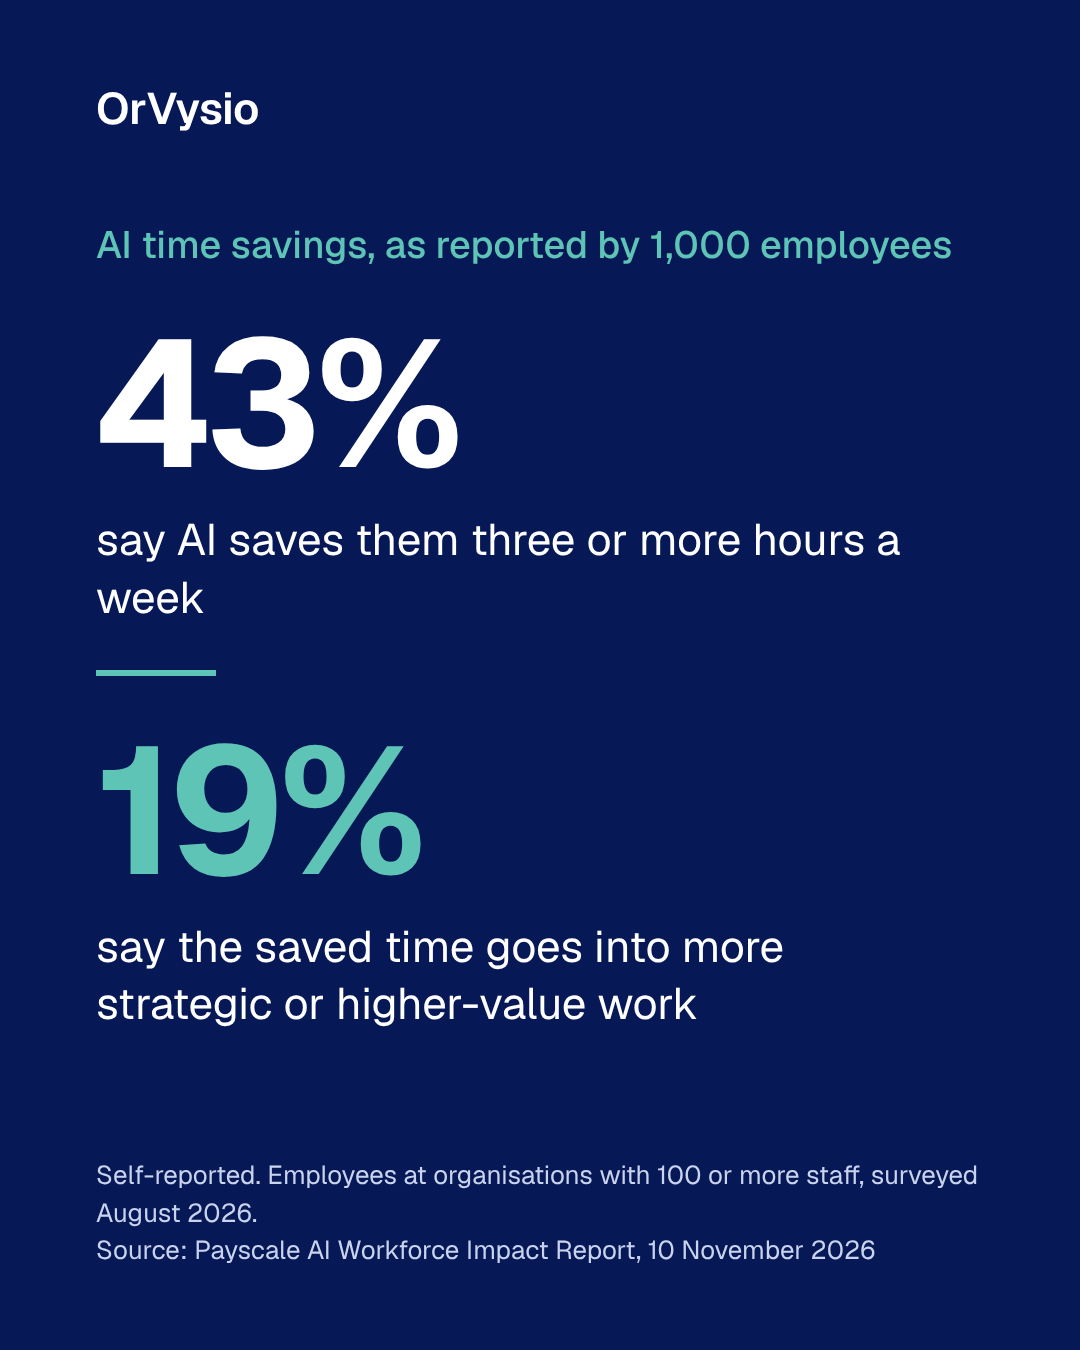 OrVysio
AI time savings, as reported by 1,000 employees
43%
say AI saves them three or more hours a
week
19%
say the saved time goes into more
strategic or higher-value work
Self-reported. Employees at organisations with 100 or more staff, surveyed
August 2026.
Source: Payscale AI Workforce Impact Report, 10 November 2026